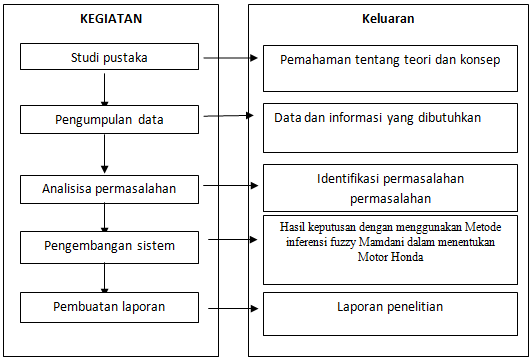 KEGIATAN
Keluaran
Studi pustaka
Pemahaman tentang teori dan konsep
Pengumpulan data
Data dan informasi yang dibutuhkan
Analisisa permasalahan
Identifikasi permasalahan
permasalahan
Pengembangan sistem
Hasil keputusan dengan menggunakan Metode
inferensi fuzzy Mamdani dalam menentukan
Motor Honda
Pembuatan laporan
Laporan penelitian